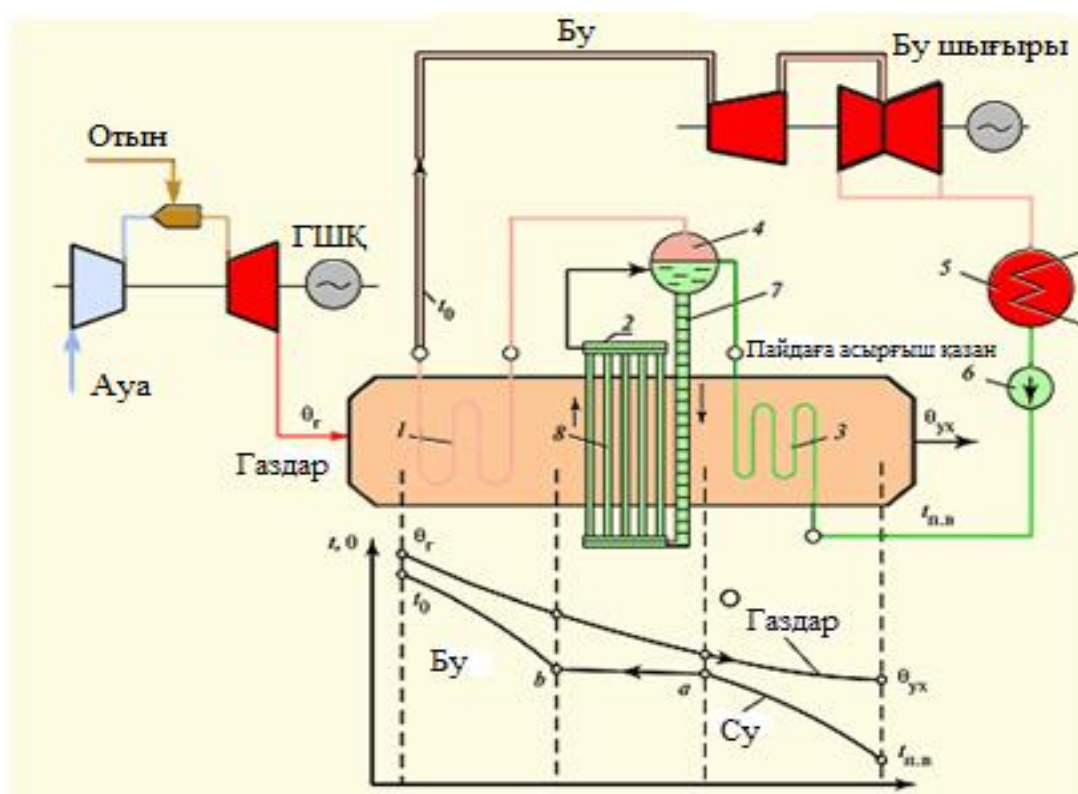 Бу
Бу шығыры
Отын
ГШҚ
Ауа
4
5
7
t₀
2
Пайдаға асырғыш қазан
6
θг
1
8
3
θух
Газдар
tп.в
t, θ
θг
t₀
Газдар
Бу
b
a
θух
Су
tп.в